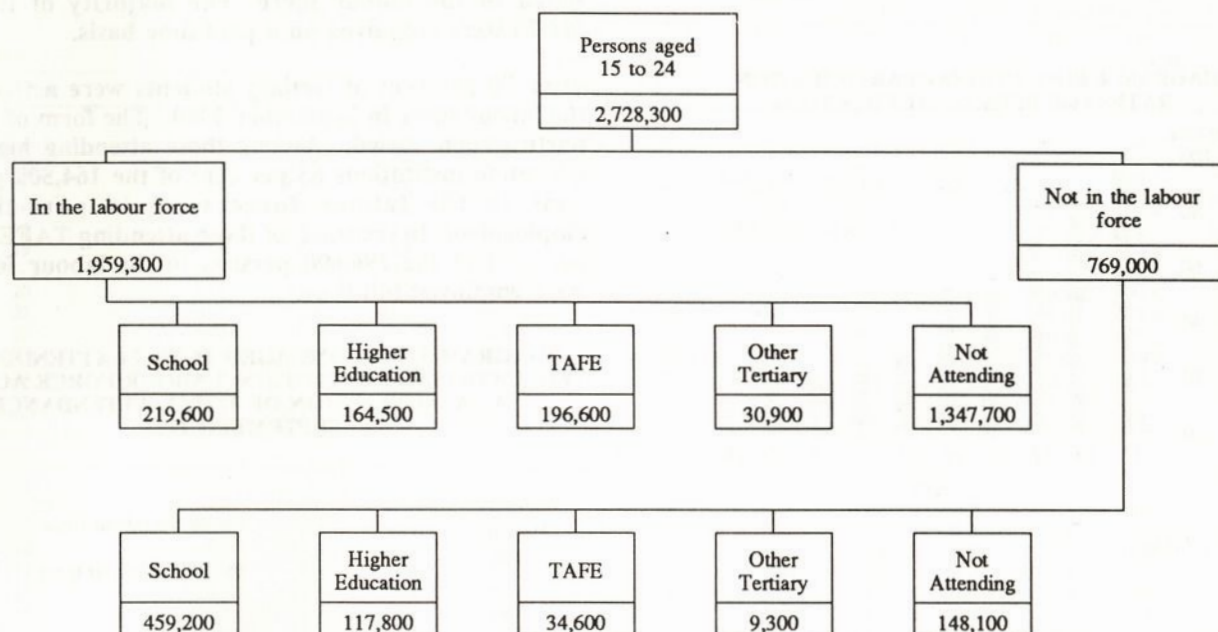 Persons aged
15 to 24
2,728,300
In the labour force
1,959,300
Not in the labour
force
769,000
School
219,600
Higher
Education
164,500
TAFE
196,600
Other
Tertiary
30,900
Not
Attending
1,347,700
School
459,200
Higher
Education
117,800
TAFE
34,600
Other
Tertiary
9,300
Not
Attending
148,100